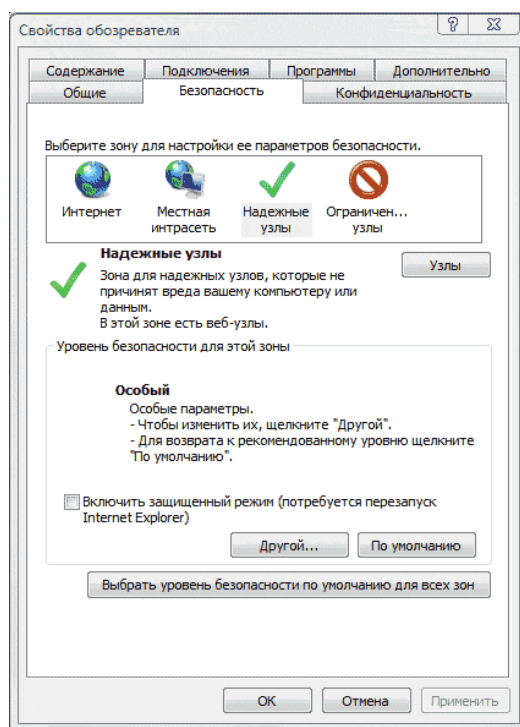 Свойства обозревателя
Содержание Подключения Программы Дополнительно
Общие Безопасность Конфиденциальность
Выберите зону для настройки ее параметров безопасности.
Интернет Местная Надежные Ограничен...
интрасеть узлы узлы
Надежные узлы
Узлы
Зона для надежных узлов, которые не
причинят вреда вашему компьютеру или
данным.
В этой зоне есть веб-узлы.
Уровень безопасности для этой зоны
Особый
Особые параметры.
- Чтобы изменить их, щелкните "Другой".
- Для возврата к рекомендованному уровню щелкните
"По умолчанию".
Включить защищенный режим (потребуется перезапуск
Internet Explorer)
Другой... По умолчанию
Выбрать уровень безопасности по умолчанию для всех зон
ОК Отмена Применить